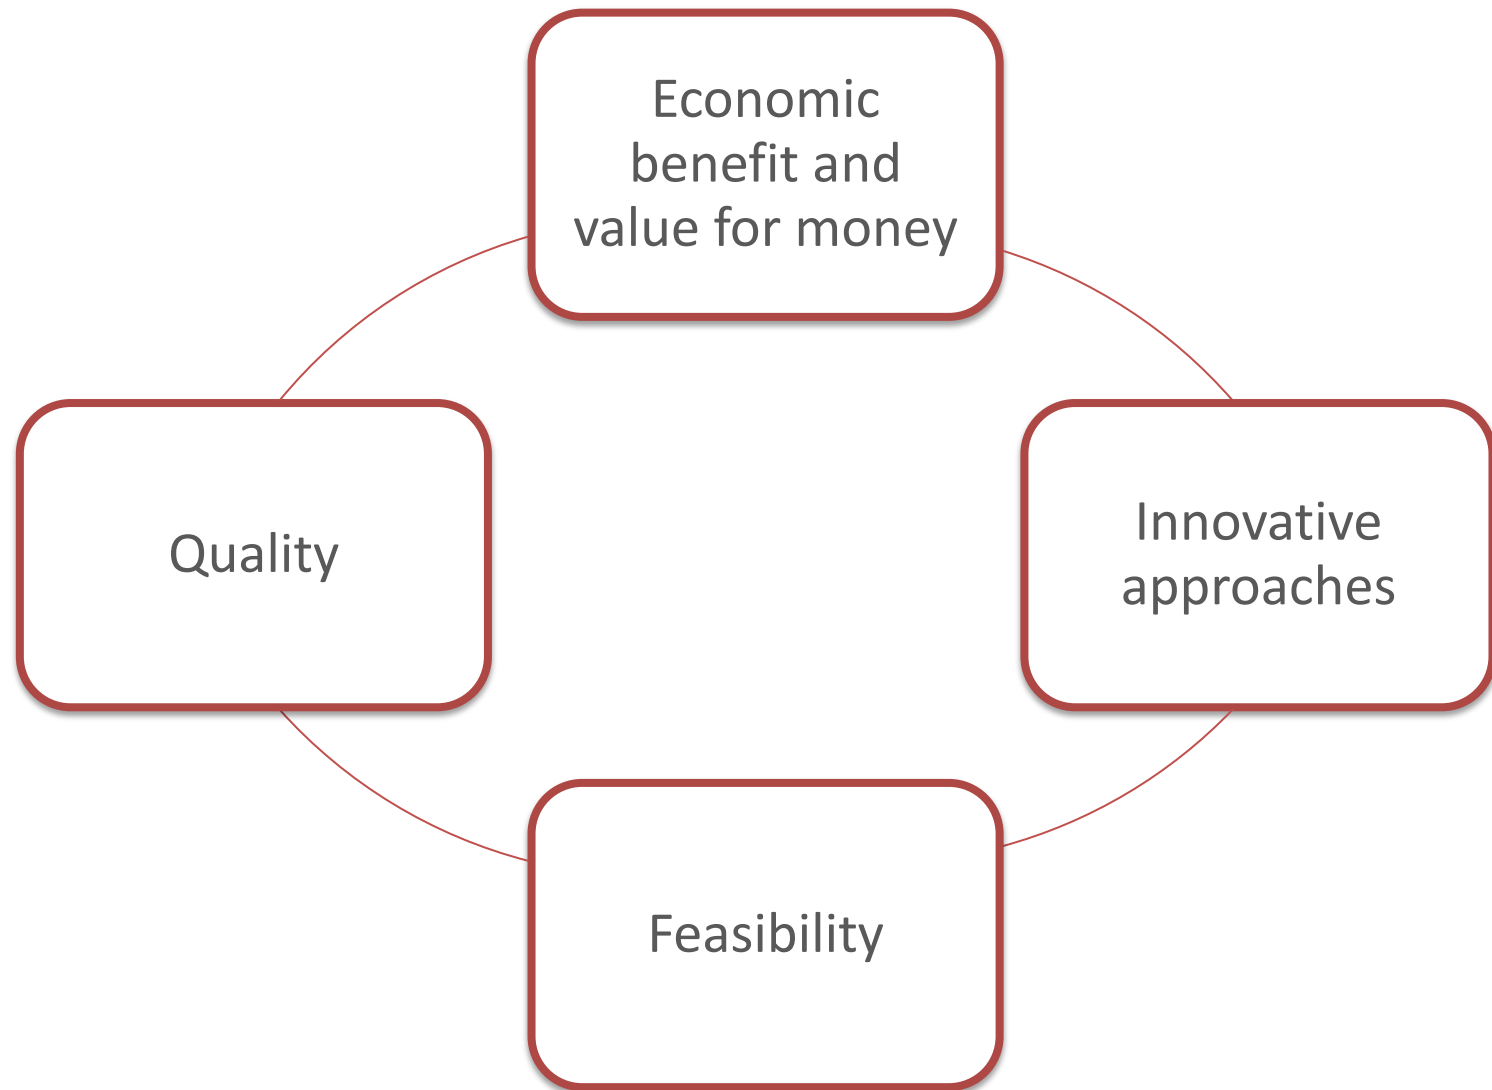 Economic
benefit and
value for money
Quality
Innovative
approaches
Feasibility